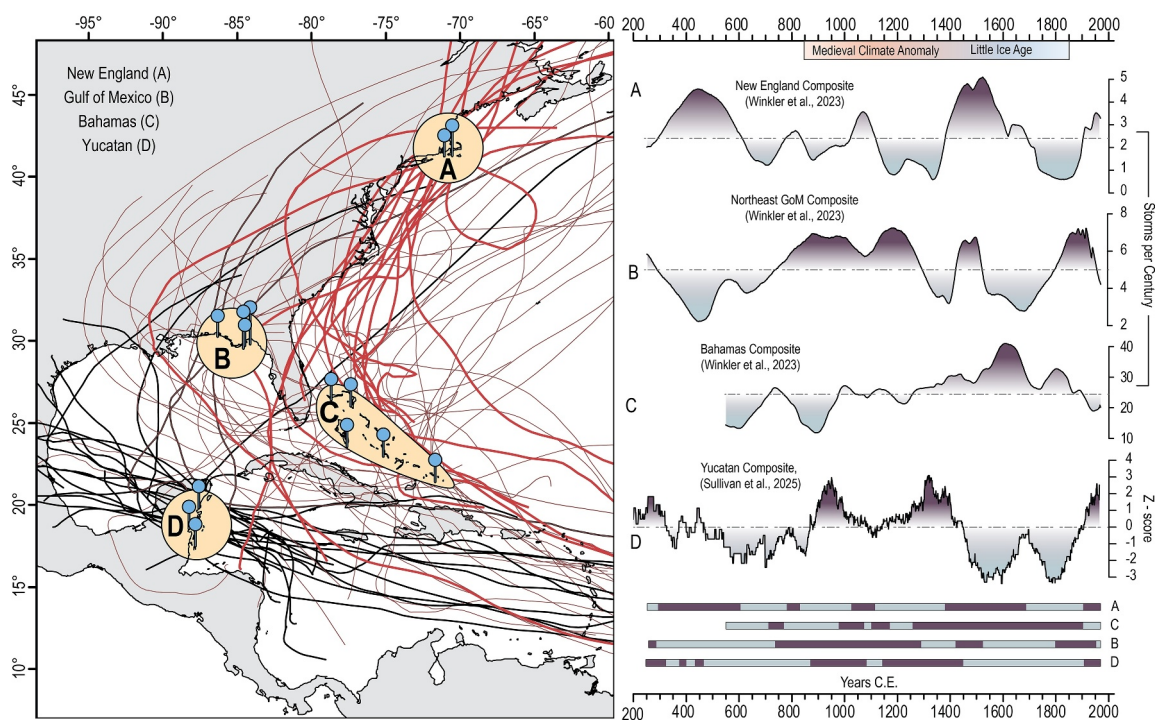 -95° -90° -85° -80° -75° -70° -65° -60
45°
40°
35°
30°
25°
20°
15°
10°
New England (A)
Gulf of Mexico (B)
Bahamas (C)
Yucatan (D)
A
B
C
D
200 400 600 800 1000 1200 1400 1600 1800 2000
Medieval Climate Anomaly Little Ice Age
A
New England Composite
(Winkler et al., 2023)
5
4
3
2
1
0
B
Northeast GoM Composite
(Winkler et al., 2023)
8
6
4
2
Storms per Century
C
Bahamas Composite
(Winkler et al., 2023)
40
30
20
10
D
Yucatan Composite,
(Sullivan et al., 2025)
4
3
2
1
0
-1
-2
-3
Z - score
A
C
B
D
Years C.E.
200 400 600 800 1000 1200 1400 1600 1800 2000